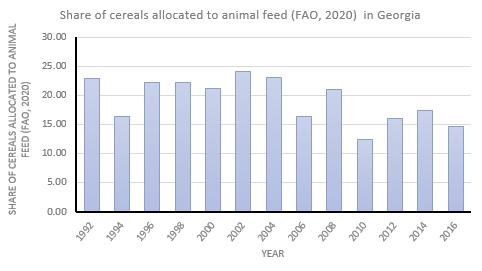 Share of cereals allocated to animal feed (FAO, 2020) in Georgia
SHARE OF CEREALS ALLOCATED TO ANIMAL
FEED (FAO, 2020)
30.00
25.00
20.00
15.00
10.00
5.00
0.00
1992 1994 1996 1998 2000 2002 2004 2006 2008 2010 2012 2014 2016
YEAR